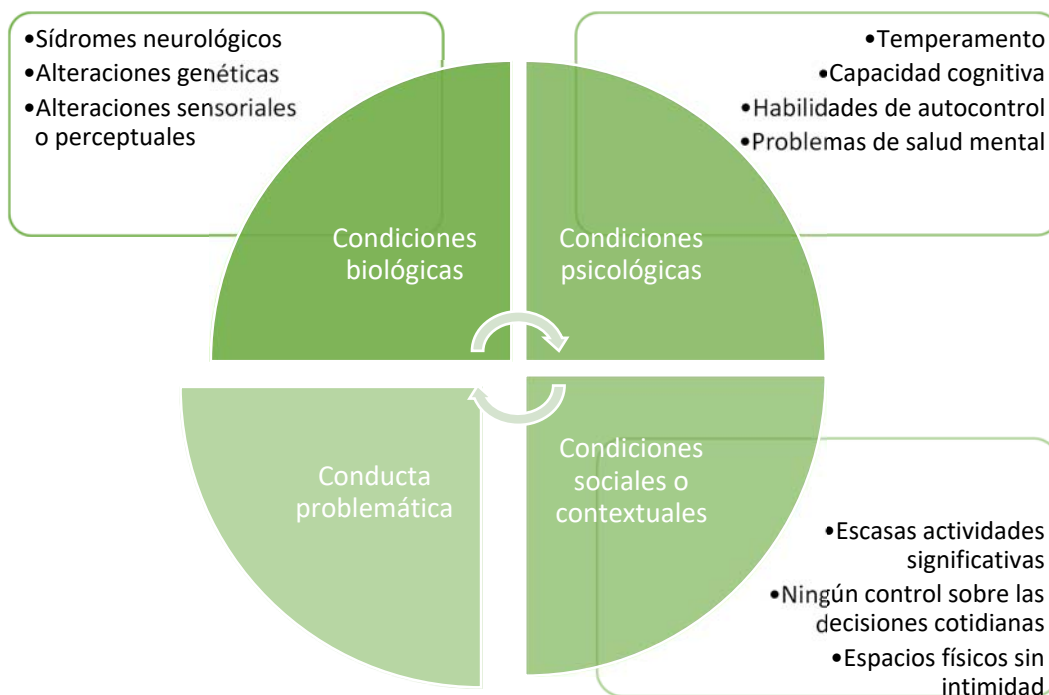 •Sídromes neurológicos
•Alteraciones genéticas
•Alteraciones sensoriales
o perceptuales
•Temperamento
•Capacidad cognitiva
•Habilidades de autocontrol
•Problemas de salud mental
Condiciones
biológicas
Condiciones
psicológicas
Conducta
problemática
Condiciones
sociales o
contextuales
•Escasas actividades
significativas
•Ningún control sobre las
decisiones cotidianas
•Espacios físicos sin
intimidad